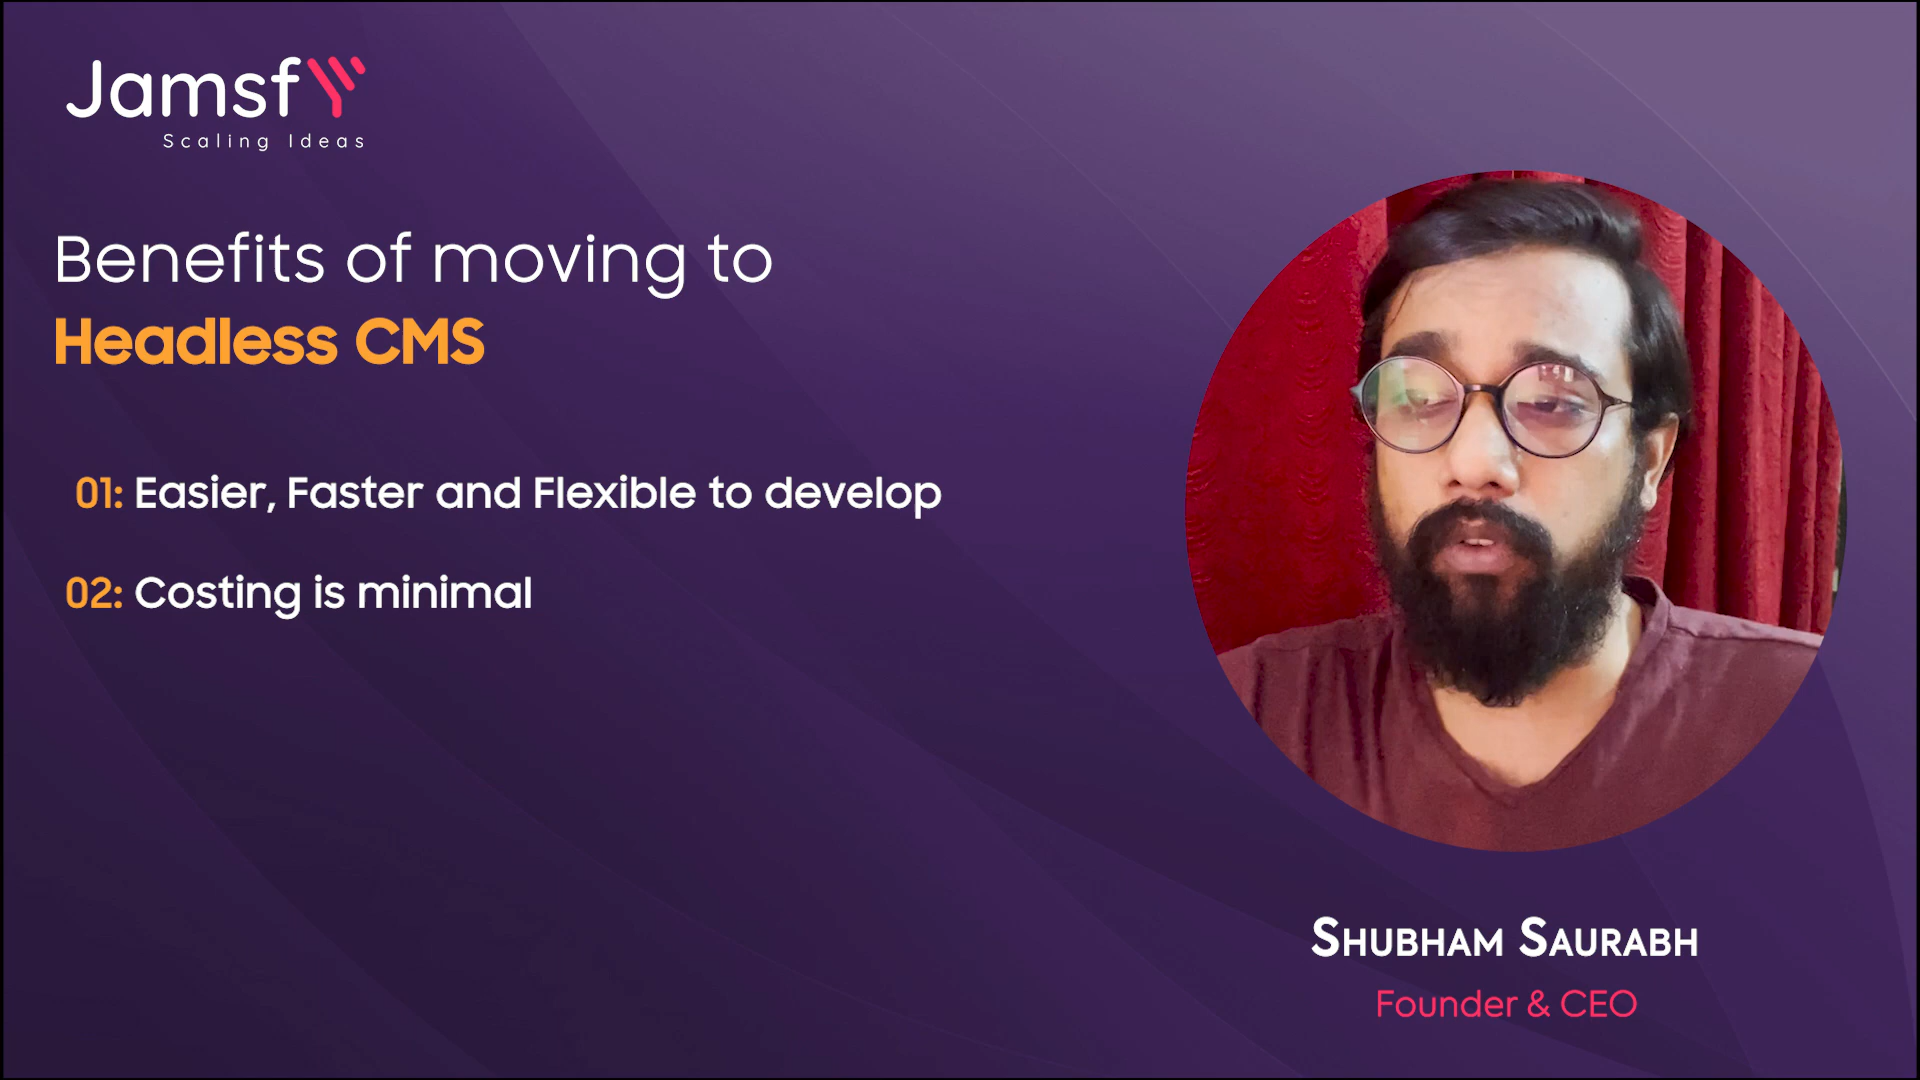 Jamsfy
Scaling Ideas
Benefits of moving to
Headless CMS
01: Easier, Faster and Flexible to develop
02: Costing is minimal
Shubham Saurabh
Founder & CEO